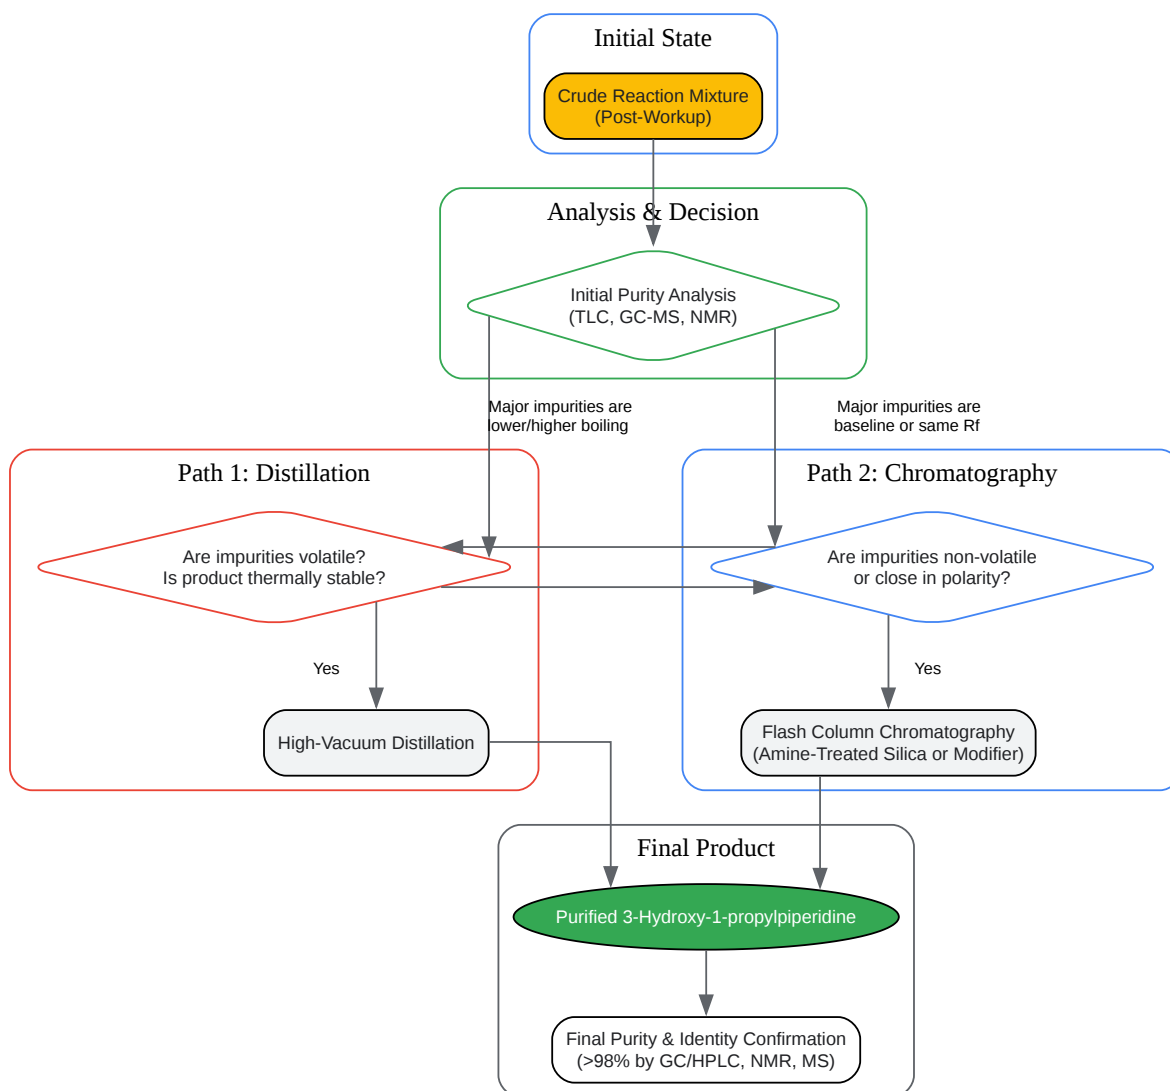 Initial State
Crude Reaction Mixture
(Post-Workup)
Analysis & Decision
Initial Purity Analysis
(TLC, GC-MS, NMR)
Major impurities are
lower/higher boiling
Major impurities are
baseline or same Rf
Path 1: Distillation
Path 2: Chromatography
Are impurities volatile?
Is product thermally stable?
Are impurities non-volatile
or close in polarity?
Yes
Yes
High-Vacuum Distillation
Flash Column Chromatography
(Amine-Treated Silica or Modifier)
Final Product
Purified 3-Hydroxy-1-propylpiperidine
Final Purity & Identity Confirmation
(>98% by GC/HPLC, NMR, MS)